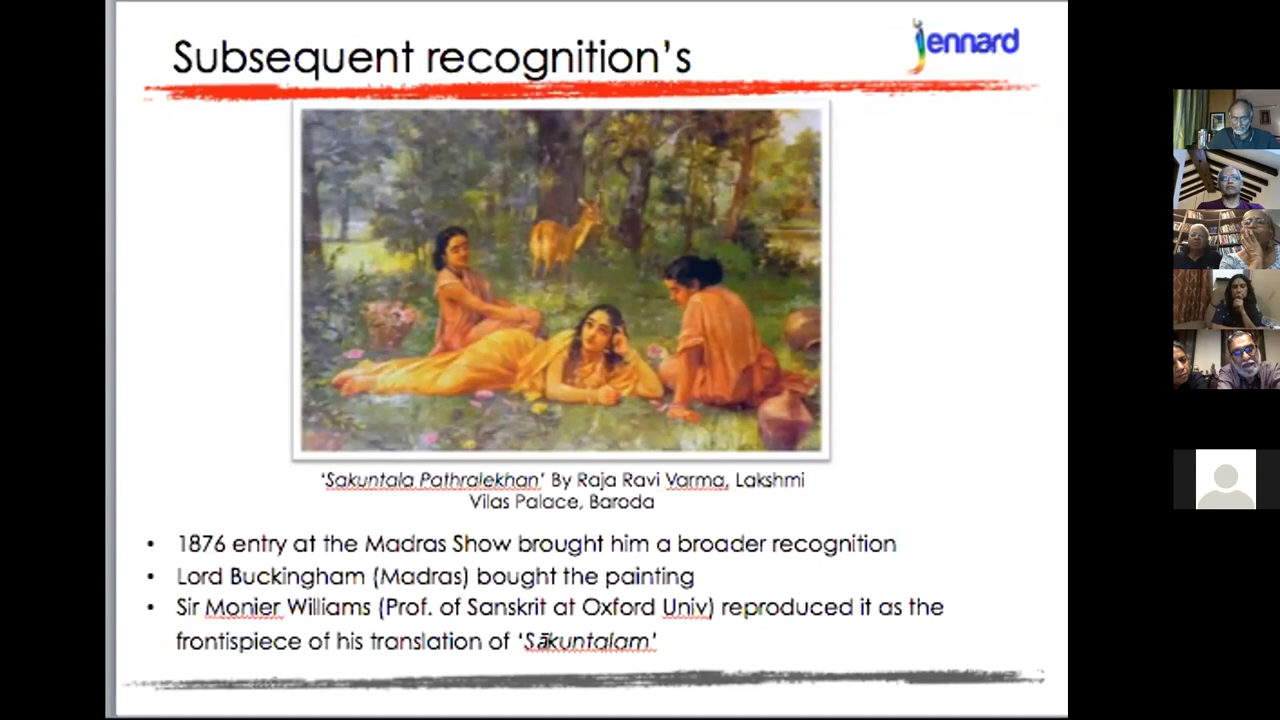 Subsequent recognition's
jennard
‘Sakuntala Pathralekhan’ By Raja Ravi Varma, Lakshmi
Vilas Palace, Baroda
• 1876 entry at the Madras Show brought him a broader recognition
• Lord Buckingham (Madras) bought the painting
• Sir Monier Williams (Prof. of Sanskrit at Oxford Univ) reproduced it as the
frontispiece of his translation of ‘Sākuntalam’